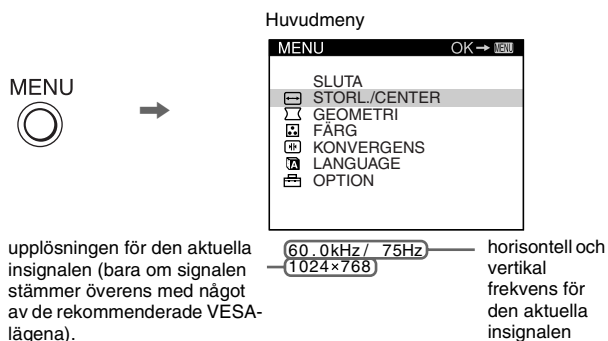 Huvudmeny
MENU
MENU OK→MENU
SLUTA
STORL./CENTER
GEOMETRI
FÄRG
KONVERGENS
LANGUAGE
OPTION
60.0kHz/ 75Hz
1024×768
upplösningen för den aktuella
insignalen (bara om signalen
stämmer överens med något
av de rekommenderade VESA-
lägena).
horisontell och
vertikal
frekvens för
den aktuella
insignalen